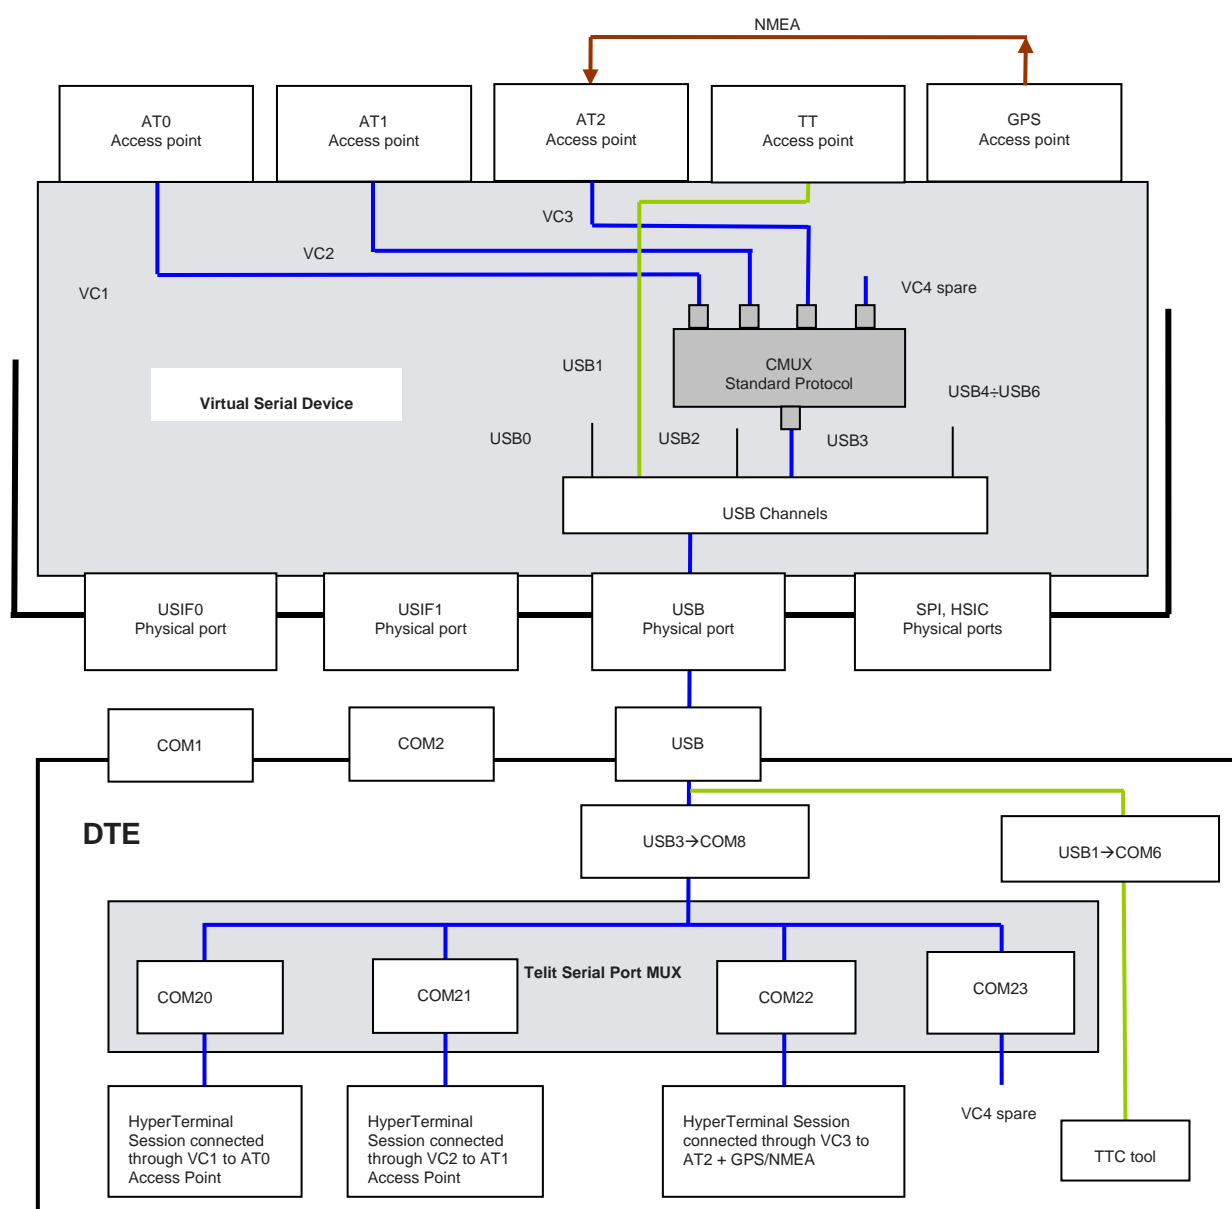 NMEA
AT0
Access point
AT1
Access point
AT2
Access point
TT
Access point
GPS
Access point
VC3
VC2
VC1
VC4 spare
CMUX
Standard Protocol
USB1
USB4÷USB6
Virtual Serial Device
USB0
USB2
USB3
USB Channels
USIF0
Physical port
USIF1
Physical port
USB
Physical port
SPI, HSIC
Physical ports
COM1
COM2
USB
DTE
USB3→COM8
USB1→COM6
Telit Serial Port MUX
COM20
COM21
COM22
COM23
HyperTerminal
Session connected
through VC1 to AT0
Access Point
HyperTerminal
Session connected
through VC2 to AT1
Access Point
HyperTerminal Session
connected through VC3 to
AT2 + GPS/NMEA
VC4 spare
TTC tool